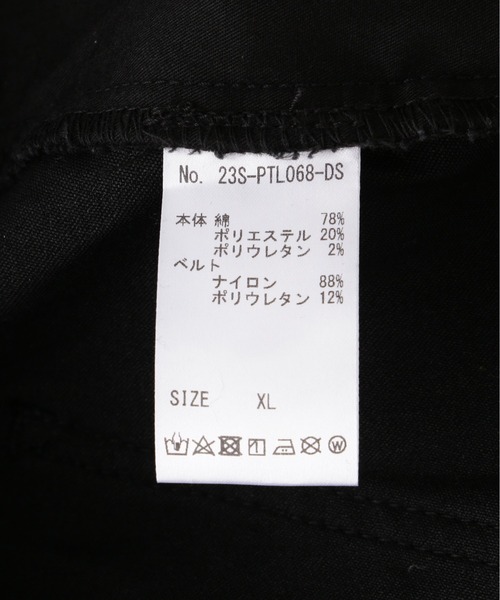 No. 23S-PTL068-DS
本体 綿 78%
ポリエステル 20%
ポリウレタン 2%
ベルト
ナイロン 88%
ポリウレタン 12%
SIZE XL
W